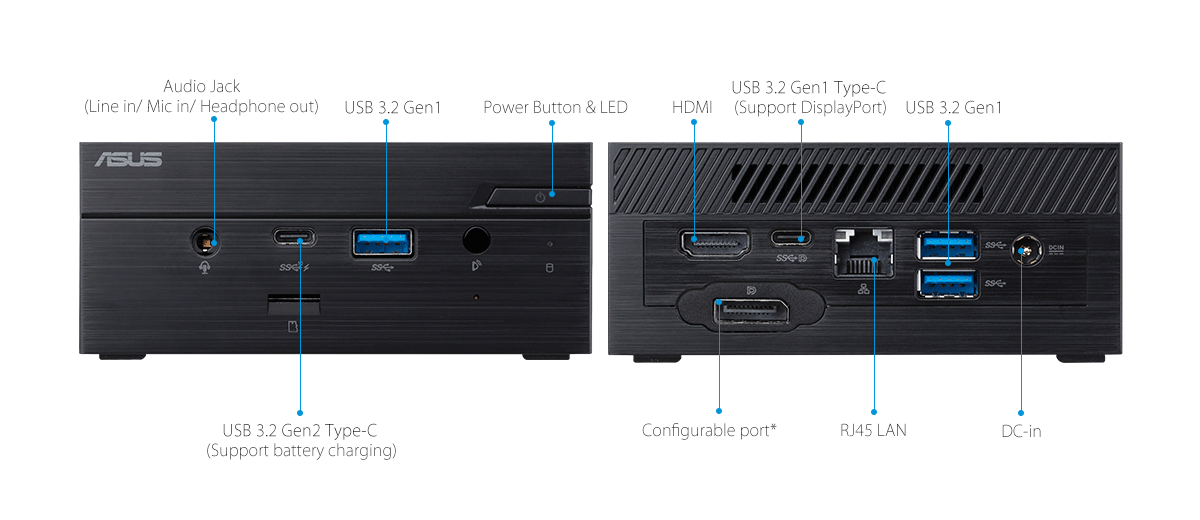 Audio Jack
(Line in/ Mic in/ Headphone out)
USB 3.2 Gen1
Power Button & LED
HDMI
USB 3.2 Gen1 Type-C
(Support DisplayPort)
USB 3.2 Gen1
ASUS
DC IN
USB 3.2 Gen2 Type-C
(Support battery charging)
Configurable port*
RJ45 LAN
DC-in